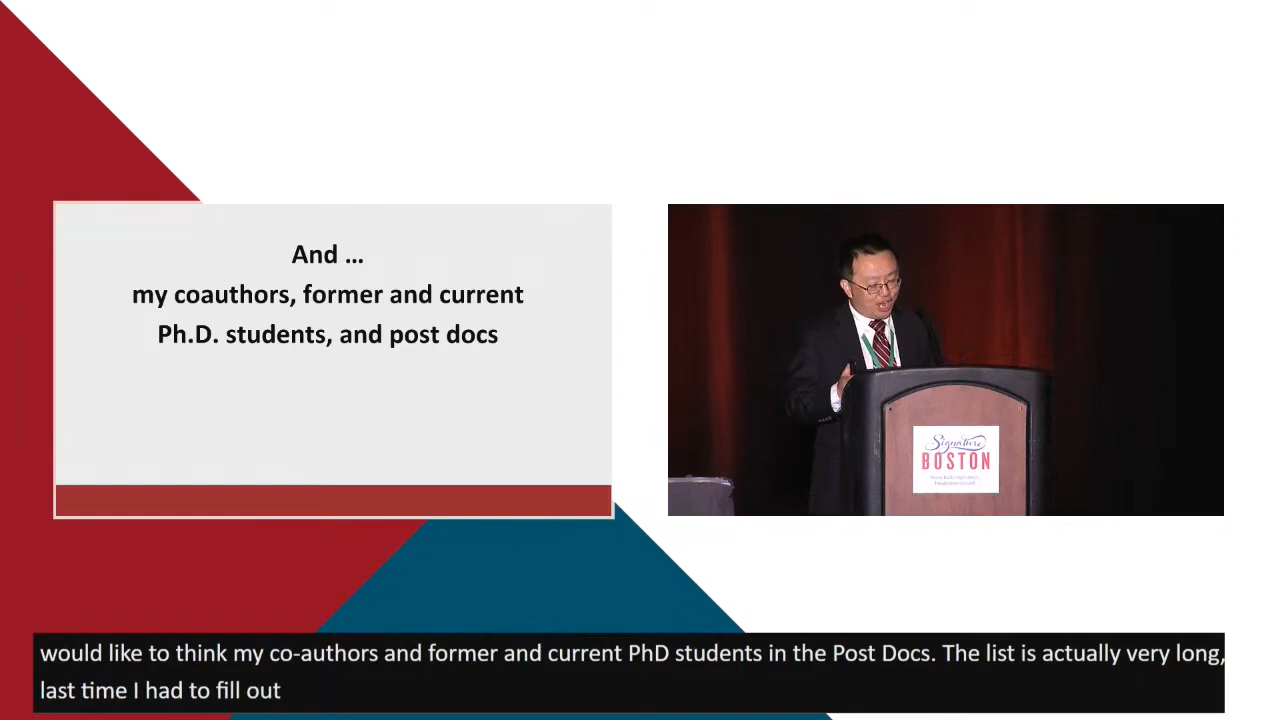 And ...
my coauthors, former and current
Ph.D. students, and post docs
Signature
BOSTON
would like to think my co-authors and former and current PhD students in the Post Docs. The list is actually very long,
last time I had to fill out